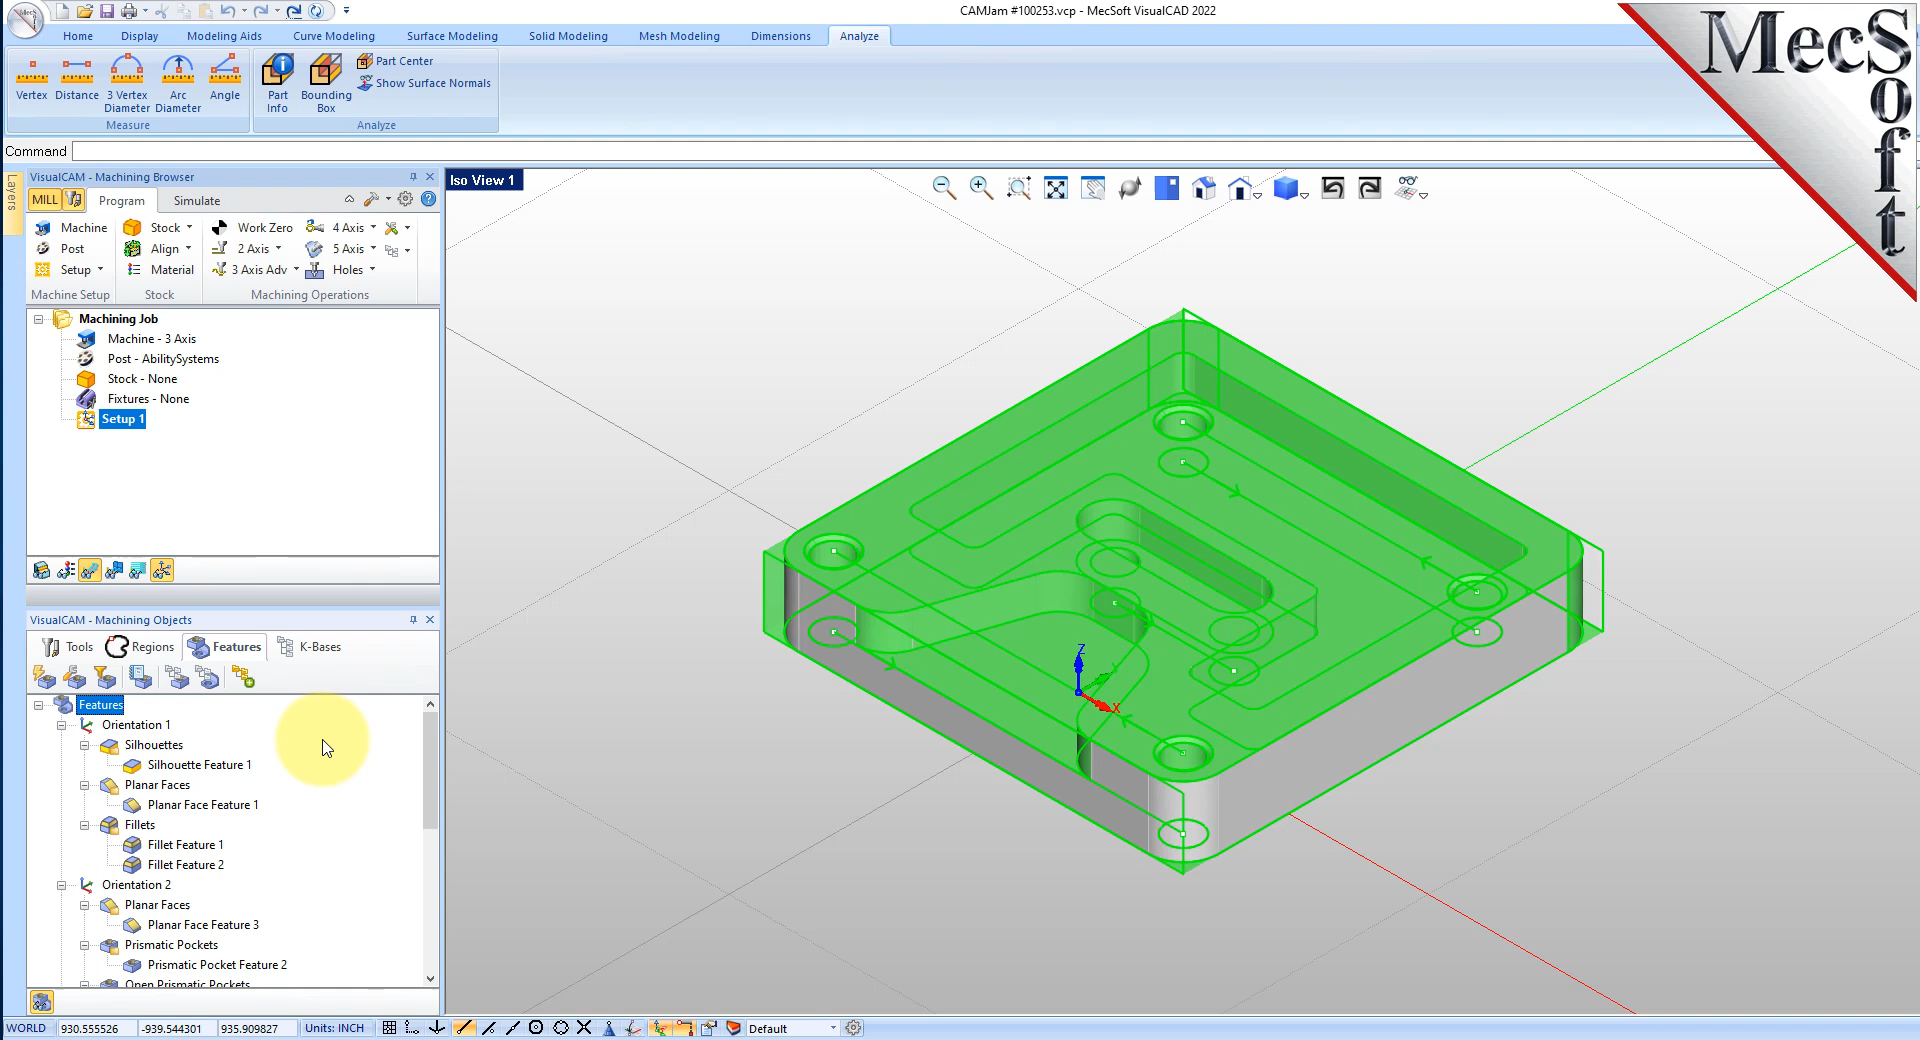 MecS
CAMJam #100253.vcp - MecSoft VisualCAD 2022
MecSoft
Home Display Modeling Aids Curve Modeling Surface Modeling Solid Modeling Mesh Modeling Dimensions Analyze
Vertex Distance 3 Vertex Diameter Arc Diameter Angle
Measure
Part Info Bounding Box Part Center
Show Surface Normals
Analyze
Command
Layers
VisualCAM - Machining Browser
MILL Program Simulate
Machine Stock Work Zero 4 Axis
Post Align 2 Axis 5 Axis
Setup Material 3 Axis Adv Holes
Machine Setup Stock Machining Operations
Machining Job
Machine - 3 Axis
Post - AbilitySystems
Stock - None
Fixtures - None
Setup 1
VisualCAM - Machining Objects
Tools Regions Features K-Bases
Features
Orientation 1
Silhouettes
Silhouette Feature 1
Planar Faces
Planar Face Feature 1
Fillets
Fillet Feature 1
Fillet Feature 2
Orientation 2
Planar Faces
Planar Face Feature 3
Prismatic Pockets
Prismatic Pocket Feature 2
Open Prismatic Pockets
Iso View 1
Z
X
WORLD 930.555526 -939.544301 935.909827 Units: INCH Default